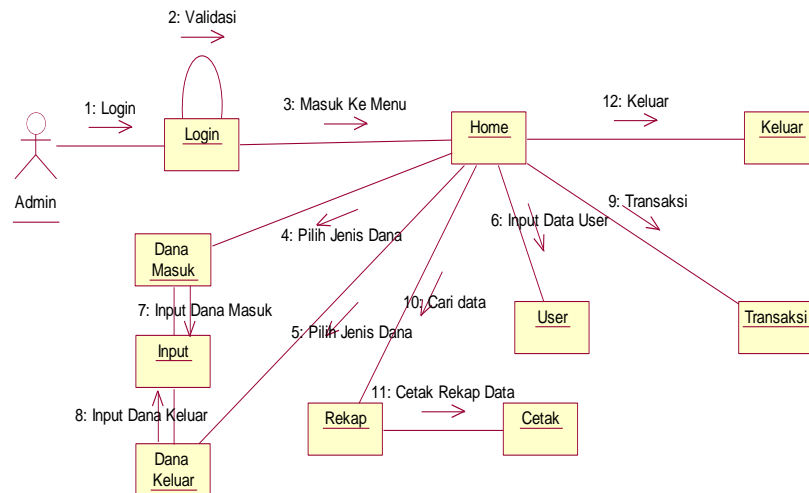 2: Validasi
1: Login
3: Masuk Ke Menu
12: Keluar
Login
Home
Keluar
Admin
9: Transaksi
6: Input Data User
4: Pilih Jenis Dana
Dana
Masuk
7: Input Dana Masuk
10: Cari data
User
Transaksi
5: Pilih Jenis Dana
Input
11: Cetak Rekap Data
8: Input Dana Keluar
Rekap
Cetak
Dana
Keluar